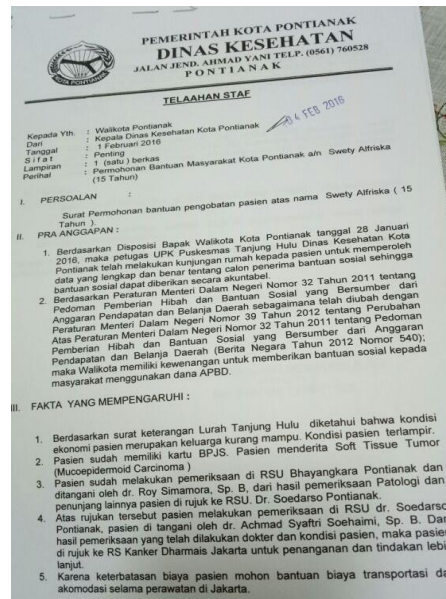 PEMERINTAH KOTA PONTIANAK
DINAS KESEHATAN
JALAN JEND. AHMAD YANI TELP. (0561) 760528
PONTIANAK
KOTA PONTIANAK
TELAAHAN STAF
04 FEB 2016
Kepada Yth. : Walikota Pontianak
Dari : Kepala Dinas Kesehatan Kota Pontianak
Tanggal : 1 Februari 2016
Sifat : Penting
Lampiran : 1 (satu) berkas
Perihal : Permohonan Bantuan Masyarakat Kota Pontianak a/n Swety Alfriska
(15 Tahun)
I. PERSOALAN :
Surat Permohonan bantuan pengobatan pasien atas nama Swety Alfriska ( 15
Tahun ).
II. PRA ANGGAPAN :
1. Berdasarkan Disposisi Bapak Walikota Kota Pontianak tanggal 28 Januari
2016, maka petugas UPK Puskesmas Tanjung Hulu Dinas Kesehatan Kota
Pontianak telah melakukan kunjungan rumah kepada pasien untuk memperoleh
data yang lengkap dan benar tentang calon penerima bantuan sosial sehingga
bantuan sosial dapat diberikan secara akuntabel.
2. Berdasarkan Peraturan Menteri Dalam Negeri Nomor 32 Tahun 2011 tentang
Pedoman Pemberian Hibah dan Bantuan Sosial yang Bersumber dari
Anggaran Pendapatan dan Belanja Daerah sebagaimana telah diubah dengan
Peraturan Menteri Dalam Negeri Nomor 39 Tahun 2012 tentang Perubahan
Atas Peraturan Menteri Dalam Negeri Nomor 32 Tahun 2011 tentang Pedoman
Pemberian Hibah dan Bantuan Sosial yang Bersumber dari Anggaran
Pendapatan dan Belanja Daerah (Berita Negara Tahun 2012 Nomor 540);
maka Walikota memiliki kewenangan untuk memberikan bantuan sosial kepada
masyarakat menggunakan dana APBD.
III. FAKTA YANG MEMPENGARUHI :
1. Berdasarkan surat keterangan Lurah Tanjung Hulu diketahui bahwa kondisi
ekonomi pasien merupakan keluarga kurang mampu. Kondisi pasien terlampir.
2. Pasien sudah memiliki kartu BPJS. Pasien menderita Soft Tissue Tumor
(Mucoepidermoid Carcinoma )
3. Pasien sudah melakukan pemeriksaan di RSU Bhayangkara Pontianak dan
ditangani oleh dr. Roy Simamora, Sp. B, dari hasil pemeriksaan Patologi dan
penunjang lainnya pasien di rujuk ke RSU. Dr. Soedarso Pontianak.
4. Atas rujukan tersebut pasien melakukan pemeriksaan di RSU dr. Soedarso
Pontianak, pasien di tangani oleh dr. Achmad Syaftri Soehaimi, Sp. B. Dar
hasil pemeriksaan yang telah dilakukan dokter dan kondisi pasien, maka pasie
di rujuk ke RS Kanker Dharmais Jakarta untuk penanganan dan tindakan lebi
lanjut.
5. Karena keterbatasan biaya pasien mohon bantuan biaya transportasi da
akomodasi selama perawatan di Jakarta.